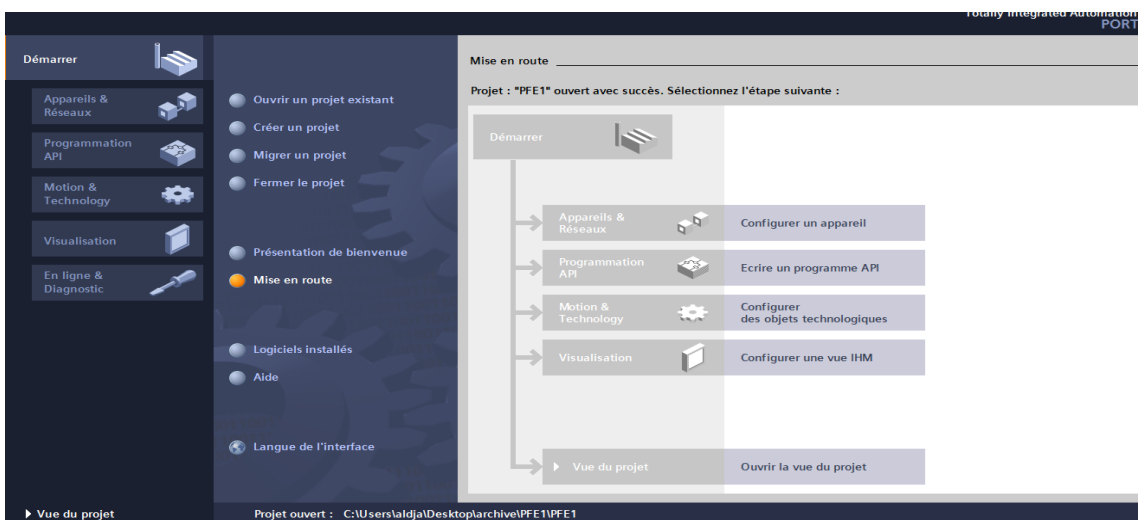 Totally Integrated Automation
PORT
Démarrer
Appareils &
Réseaux
Programmation
API
Motion &
Technology
Visualisation
En ligne &
Diagnostic
Ouvrir un projet existant
Créer un projet
Migrer un projet
Fermer le projet
Présentation de bienvenue
Mise en route
Logiciels installés
Aide
Langue de l'interface
Mise en route
Projet : "PFE1" ouvert avec succès. Sélectionnez l'étape suivante :
Démarrer
Appareils &
Réseaux
Configurer un appareil
Programmation
API
Ecrire un programme API
Motion &
Technology
Configurer
des objets technologiques
Visualisation
Configurer une vue IHM
Vue du projet
Ouvrir la vue du projet
Vue du projet
Projet ouvert : C:\Users\aldja\Desktop\archive\PFE1\PFE1